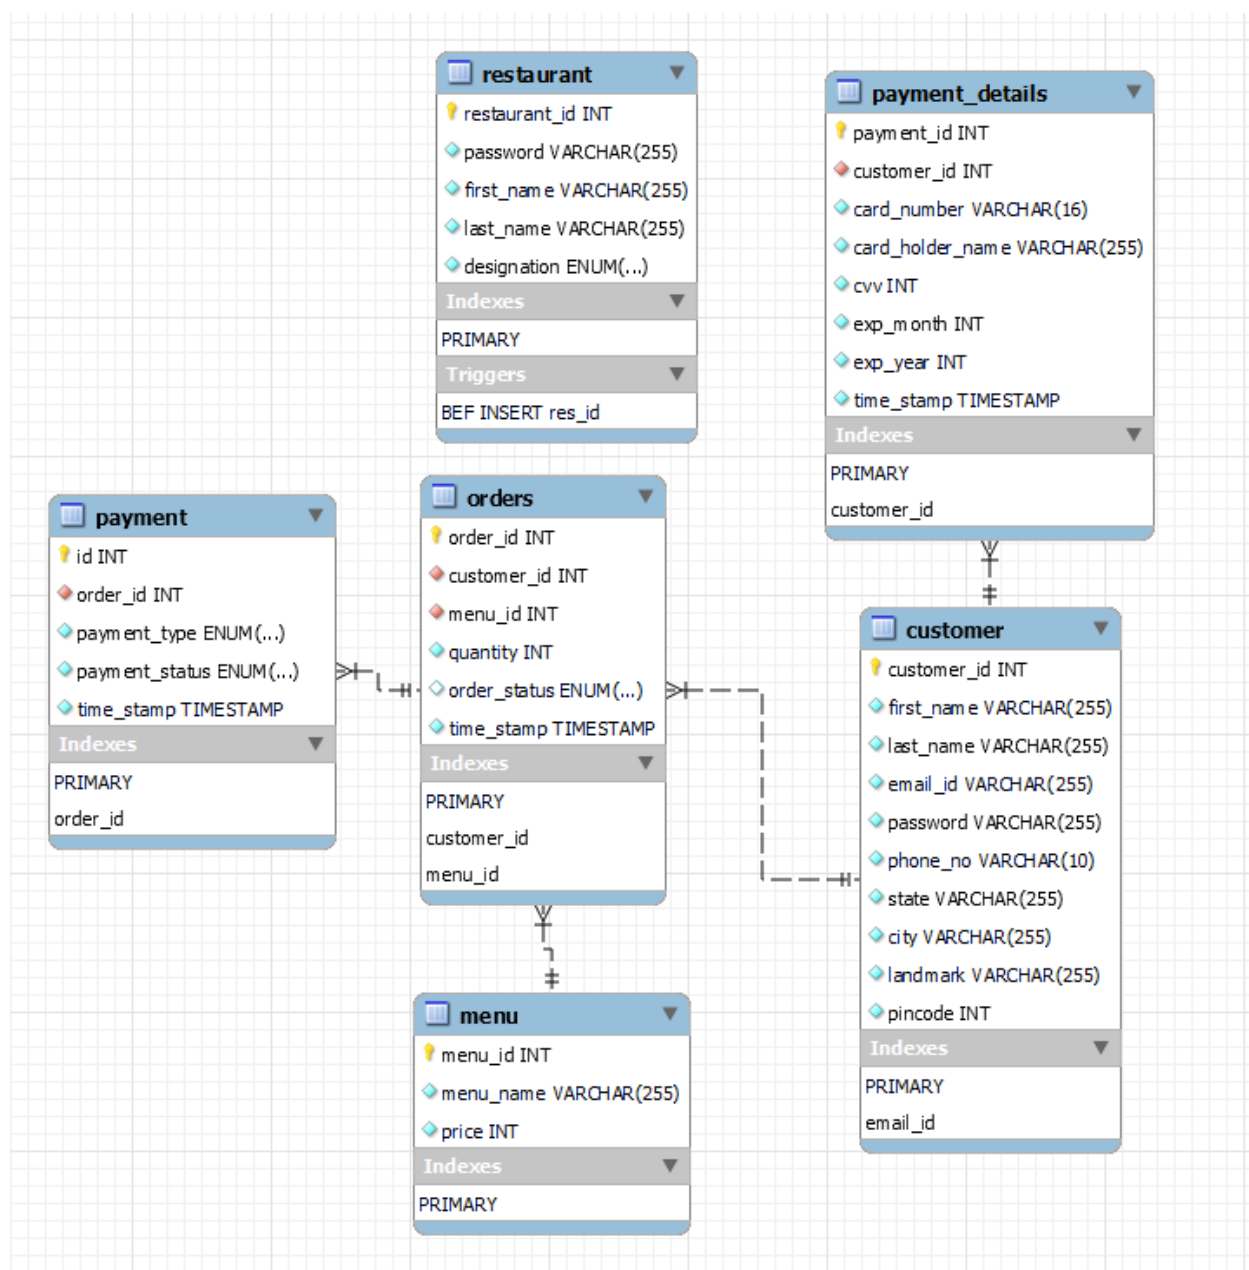 restaurant
restaurant_id INT
password VARCHAR(255)
first_name VARCHAR(255)
last_name VARCHAR(255)
designation ENUM(...)
Indexes
PRIMARY
Triggers
BEF INSERT res_id
payment_details
payment_id INT
customer_id INT
card_number VARCHAR(16)
card_holder_name VARCHAR(255)
cvv INT
exp_month INT
exp_year INT
time_stamp TIMESTAMP
Indexes
PRIMARY
customer_id
payment
id INT
order_id INT
payment_type ENUM(...)
payment_status ENUM(...)
time_stamp TIMESTAMP
Indexes
PRIMARY
order_id
orders
order_id INT
customer_id INT
menu_id INT
quantity INT
order_status ENUM(...)
time_stamp TIMESTAMP
Indexes
PRIMARY
customer_id
menu_id
customer
customer_id INT
first_name VARCHAR(255)
last_name VARCHAR(255)
email_id VARCHAR(255)
password VARCHAR(255)
phone_no VARCHAR(10)
state VARCHAR(255)
city VARCHAR(255)
landmark VARCHAR(255)
pincode INT
Indexes
PRIMARY
email_id
menu
menu_id INT
menu_name VARCHAR(255)
price INT
Indexes
PRIMARY